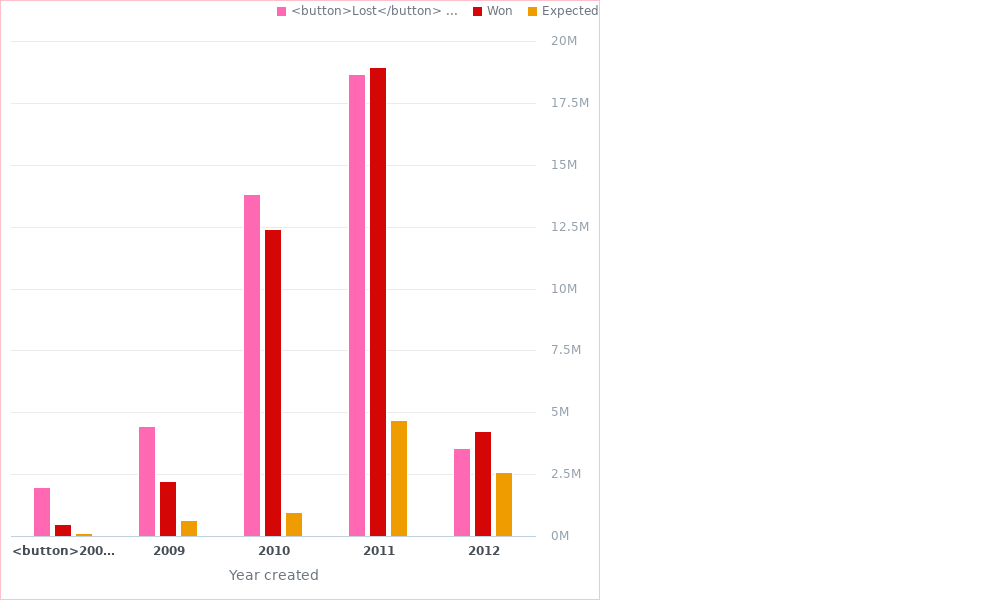 <button>Lost</button> ... Won Expected
20M
17.5M
15M
12.5M
10M
7.5M
5M
2.5M
0M
<button>200... 2009 2010 2011 2012
Year created